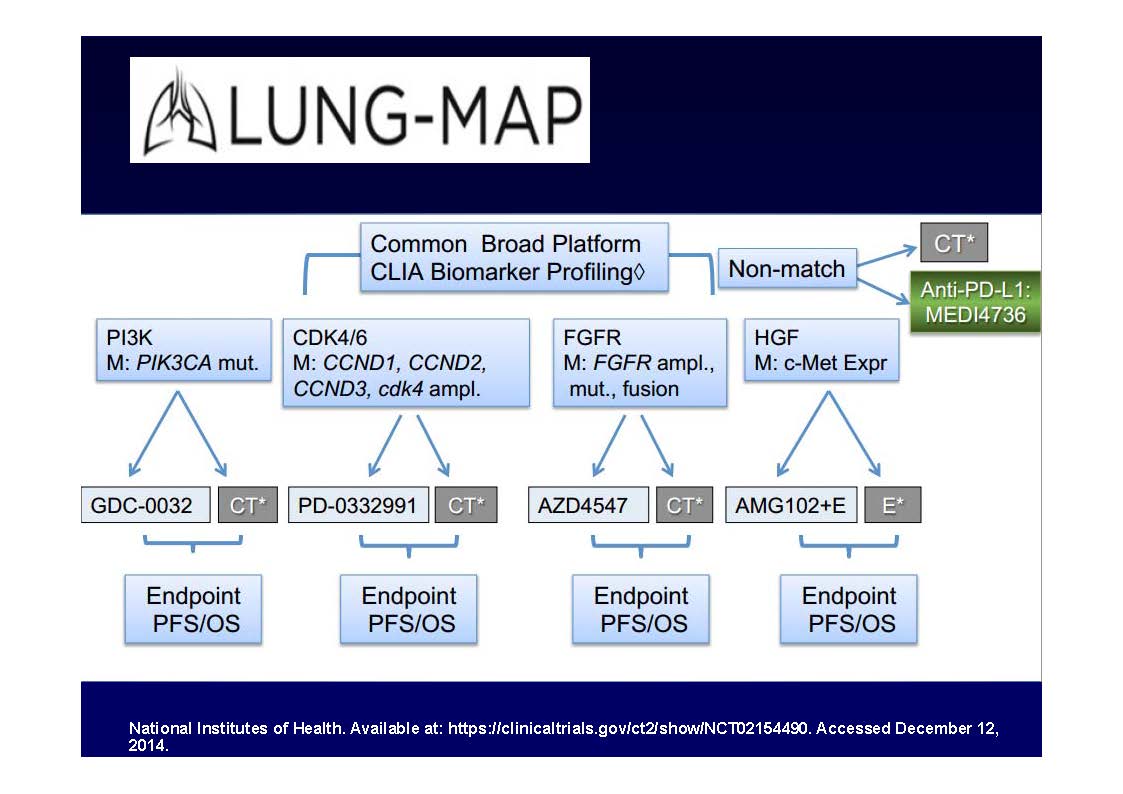 LUNG-MAP
Common Broad Platform
CLIA Biomarker Profiling◊
Non-match
CT*
Anti-PD-L1:
MEDI4736
PI3K
M: PIK3CA mut.
CDK4/6
M: CCND1, CCND2,
CCND3, cdk4 ampl.
FGFR
M: FGFR ampl.,
mut., fusion
HGF
M: c-Met Expr
GDC-0032
CT*
PD-0332991
CT*
AZD4547
CT*
AMG102+E
E*
Endpoint
PFS/OS
Endpoint
PFS/OS
Endpoint
PFS/OS
Endpoint
PFS/OS
National Institutes of Health. Available at: https://clinicaltrials.gov/ct2/show/NCT02154490. Accessed December 12,
2014.